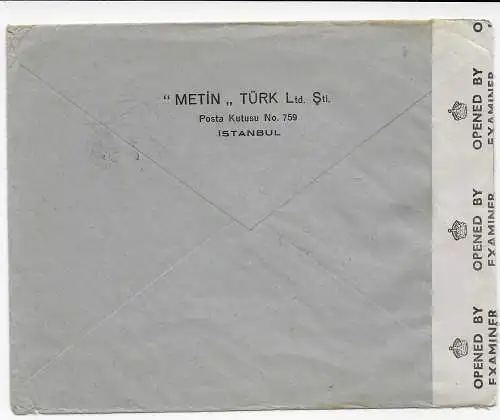 " METİN „ TÜRK Ltd. Şti.
Posta Kutusu No. 759
İSTANBUL
OPENED BY
EXAMINER
OPENED BY
EXAMINER
OPENED BY
EXAMINER